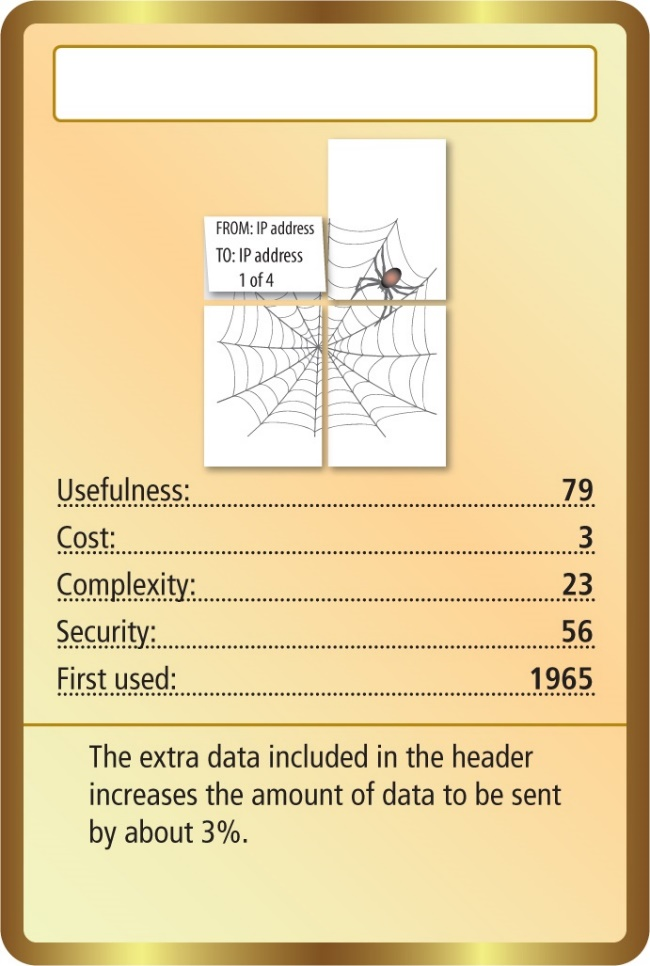 FROM: IP address
TO: IP address
1 of 4
Usefulness: 79
Cost: 3
Complexity: 23
Security: 56
First used: 1965
The extra data included in the header
increases the amount of data to be sent
by about 3%.